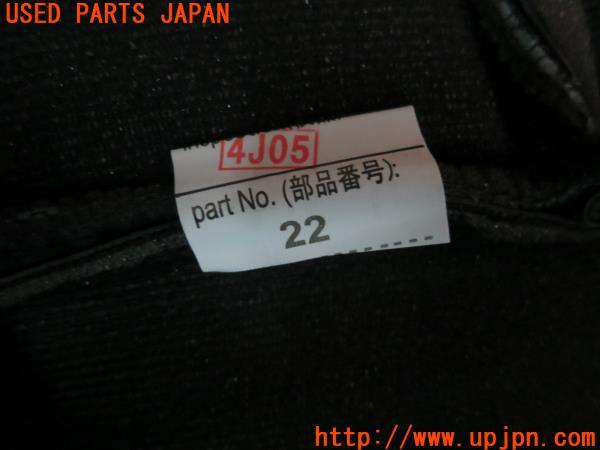 USED PARTS JAPAN
4J05
part No. (部品番号):
22
http://www.upjpn.com